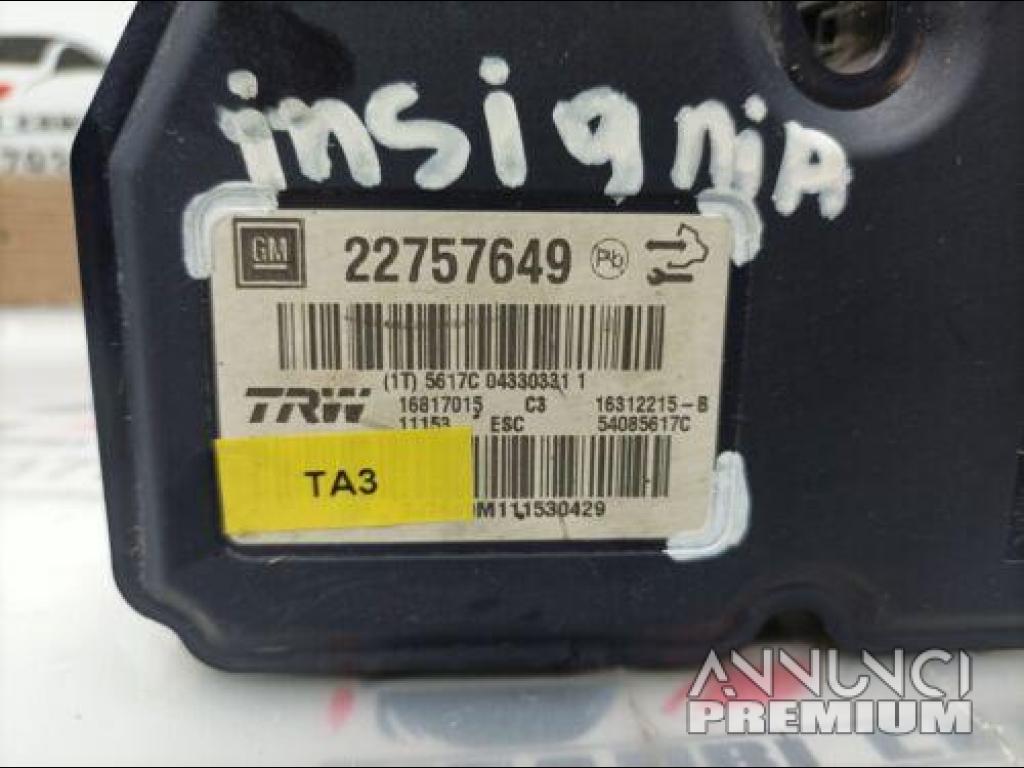 insigniA
GM 22757649 Pb
(1T) 5617C 04330331 1
TRW 16817015 C3 16312215-B
11153 ESC 54085617C
TA3
M111530429
ANNUNCI
PREMIUM